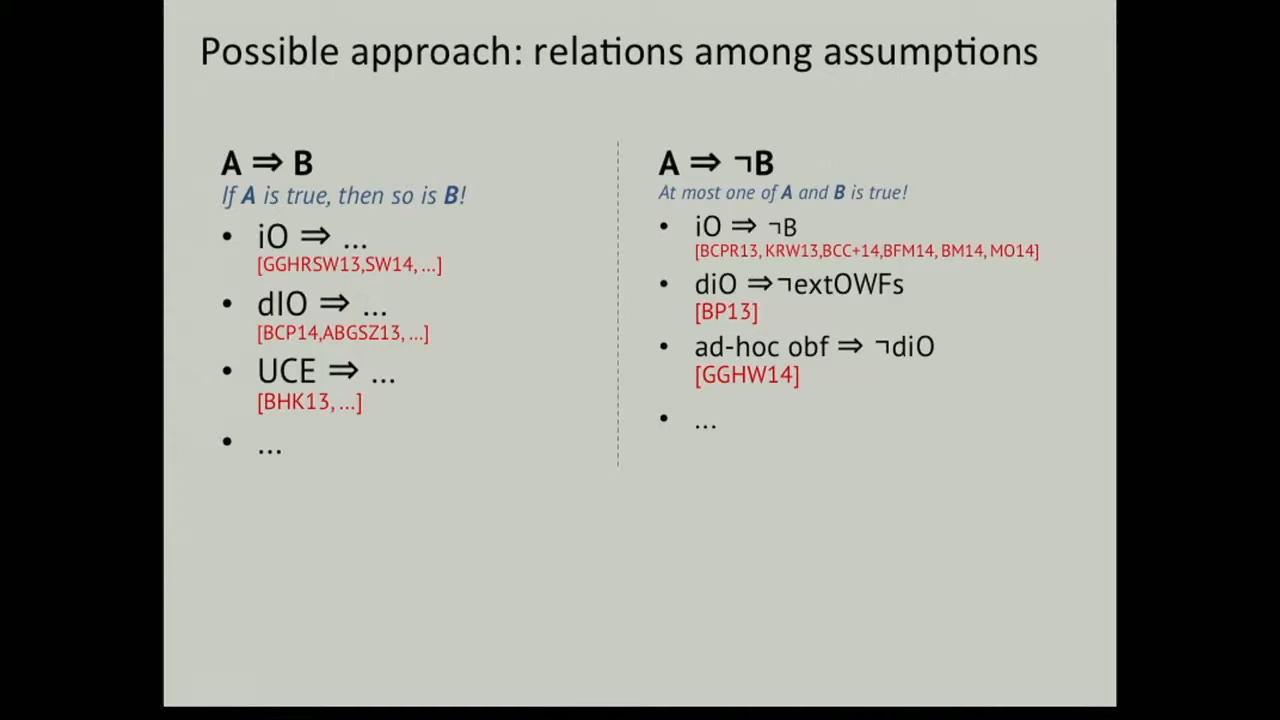 Possible approach: relations among assumptions
A ⇒ B
If A is true, then so is B!
• iO ⇒ ...
[GGHRSW13,SW14, ...]
• dIO ⇒ ...
[BCP14,ABGSZ13, ...]
• UCE ⇒ ...
[BHK13, ...]
• ...
A ⇒ ¬B
At most one of A and B is true!
• iO ⇒ ¬B
[BCPR13, KRW13,BCC+14,BFM14, BM14, MO14]
• diO ⇒¬extOWFs
[BP13]
• ad-hoc obf ⇒ ¬diO
[GGHW14]
• ...